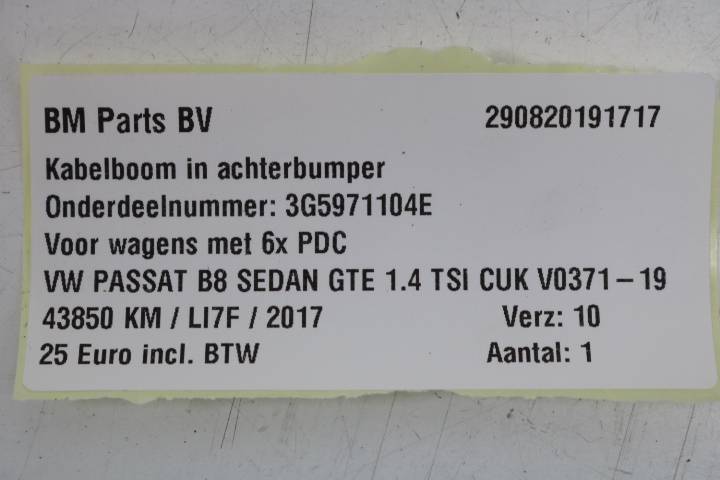 BM Parts BV 290820191717
Kabelboom in achterbumper
Onderdeelnummer: 3G5971104E
Voor wagens met 6x PDC
VW PASSAT B8 SEDAN GTE 1.4 TSI CUK V0371-19
43850 KM / LI7F / 2017 Verz: 10
25 Euro incl. BTW Aantal: 1